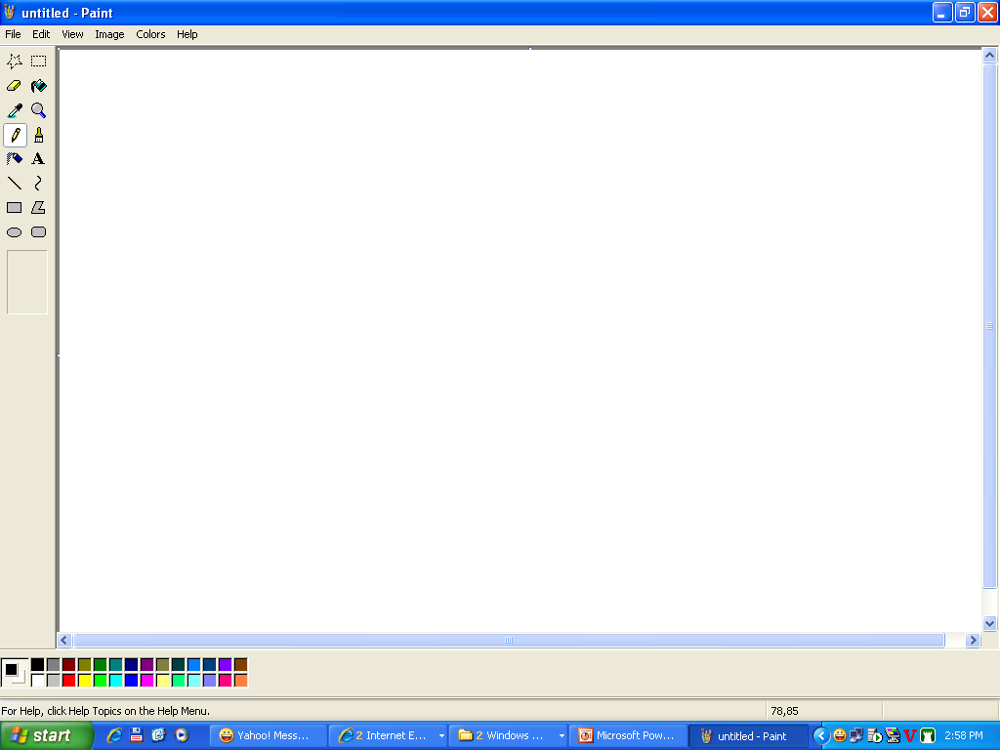 untitled - Paint
File Edit View Image Colors Help
A
For Help, click Help Topics on the Help Menu.
78,85
start
Yahoo! Mess...
2 Internet E...
2 Windows ...
Microsoft Pow...
untitled - Paint
V
2:58 PM